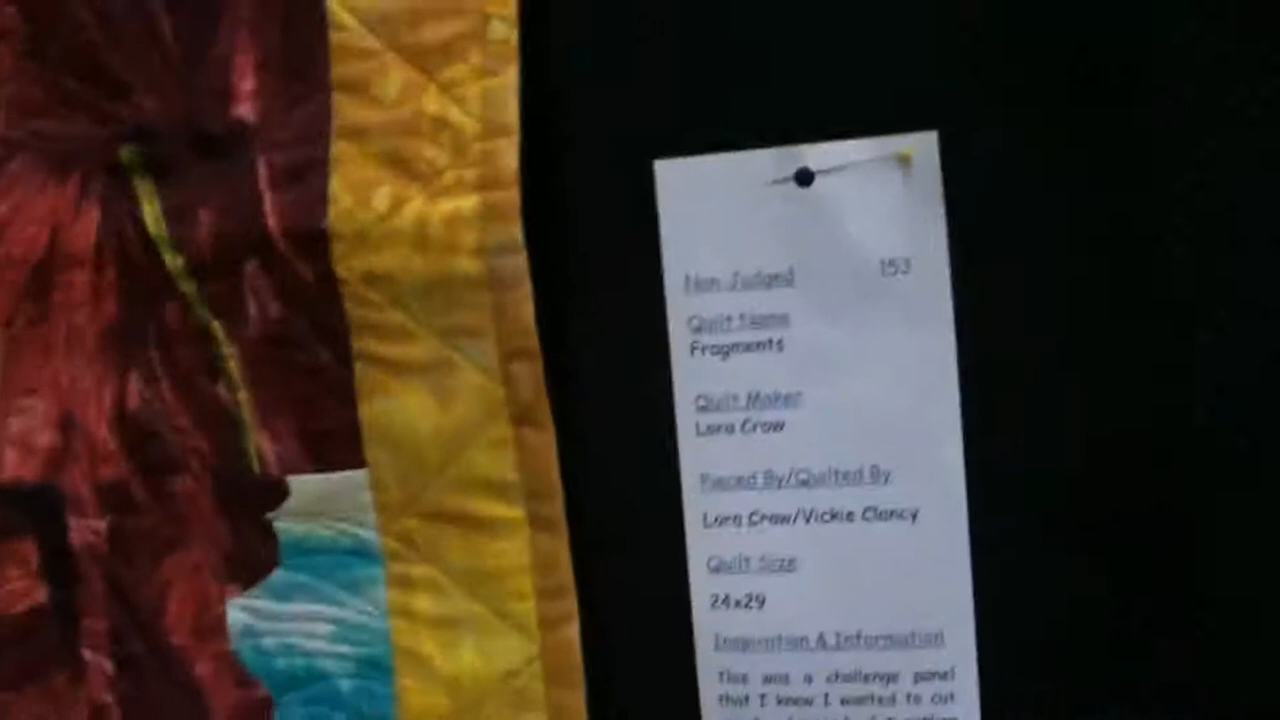 Non Judged 153
Quilt Name
Fragments
Quilt Maker
Lora Crow
Pieced By/Quilted By
Lora Crow/Vickie Clancy
Quilt Size
24x29
Inspiration & Information
This was a challenge panel
that I knew I wanted to cut